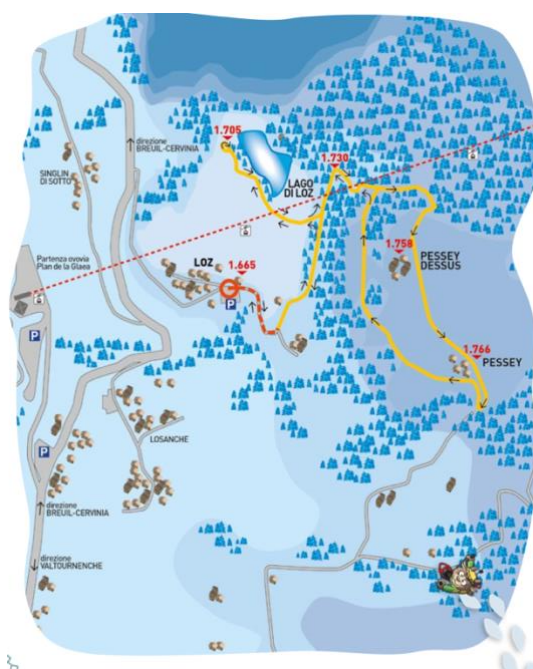 direzione
BREUIL-CERVINIA
1.705
1.730
SINGLIN
DI SOTTO
LAGO
DI LOZ
Partenza ovovia
Plan de la Glaea
LOZ
1.665
1.758
PESSEY
DESSUS
P
P
1.766
PESSEY
LOSANCHE
P
direzione
BREUIL-CERVINIA
direzione
VALTOURNENCHE